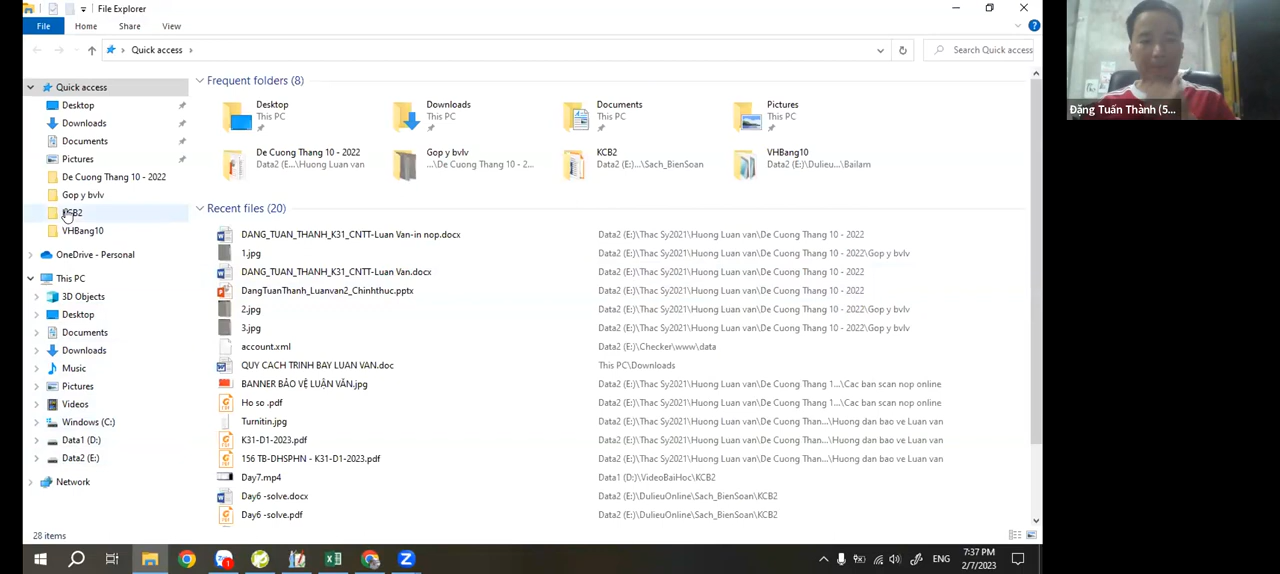 File Explorer
File Home Share View
Quick access
Search Quick access
Quick access
Desktop
Downloads
Documents
Pictures
De Cuong Thang 10 - 2022
Gop y bvlv
VHBang10
OneDrive - Personal
This PC
3D Objects
Desktop
Documents
Downloads
Music
Pictures
Videos
Windows (C:)
Data1 (D:)
Data2 (E:)
Network
Frequent folders (8)
Desktop
This PC
Downloads
This PC
Documents
This PC
Pictures
This PC
De Cuong Thang 10 - 2022
Data2 (E...\Huong Luan van
Gop y bvlv
...\De Cuong Thang 10 - 2...
KCB2
Data2 (E:)...\Sach_BienSoan
VHBang10
Data2 (E:)\Dulieu...\Bailam
Recent files (20)
DANG_TUAN_THANH_K31_CNTT-Luan Van-in nop.docx Data2 (E:)\Thac Sy2021\Huong Luan van\De Cuong Thang 10 - 2022
1.jpg Data2 (E:)\Thac Sy2021\Huong Luan van\De Cuong Thang 10 - 2022\Gop y bvlv
DANG_TUAN_THANH_K31_CNTT-Luan Van.docx Data2 (E:)\Thac Sy2021\Huong Luan van\De Cuong Thang 10 - 2022
DangTuanThanh_Luanvan2_Chinhthuc.pptx Data2 (E:)\Thac Sy2021\Huong Luan van\De Cuong Thang 10 - 2022
2.jpg Data2 (E:)\Thac Sy2021\Huong Luan van\De Cuong Thang 10 - 2022\Gop y bvlv
3.jpg Data2 (E:)\Thac Sy2021\Huong Luan van\De Cuong Thang 10 - 2022\Gop y bvlv
account.xml Data2 (E:)\Checker\www\data
QUY CACH TRINH BAY LUAN VAN.doc This PC\Downloads
BANNER BẢO VỆ LUẬN VĂN.jpg Data2 (E:)\Thac Sy2021\Huong Luan van\De Cuong Thang 1...\Cac ban scan nop online
Ho so .pdf Data2 (E:)\Thac Sy2021\Huong Luan van\De Cuong Thang 1...\Cac ban scan nop online
Turnitin.jpg Data2 (E:)\Thac Sy2021\Huong Luan van\De Cuong Than...\Huong dan bao ve Luan van
K31-D1-2023.pdf Data2 (E:)\Thac Sy2021\Huong Luan van\De Cuong Than...\Huong dan bao ve Luan van
156 TB-DHSPHN - K31-D1-2023.pdf Data2 (E:)\Thac Sy2021\Huong Luan van\De Cuong Than...\Huong dan bao ve Luan van
Day7.mp4 Data1 (D:)\VideoBaiHoc\KCB2
Day6 -solve.docx Data2 (E:)\DulieuOnline\Sach_BienSoan\KCB2
Day6 -solve.pdf Data2 (E:)\DulieuOnline\Sach_BienSoan\KCB2
28 items
ENG
7:37 PM
2/7/2023
Đặng Tuấn Thành (5...